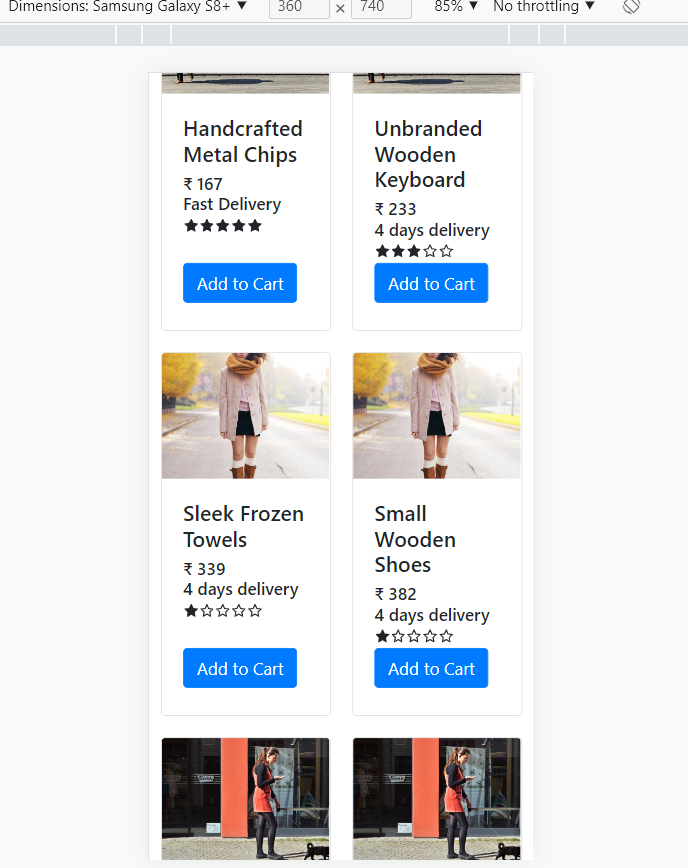 Dimensions: Samsung Galaxy S8+ ▼ 360 × 740 85% ▼ No throttling ▼
Handcrafted
Metal Chips
₹ 167
Fast Delivery
★★★★★
Add to Cart
Unbranded
Wooden
Keyboard
₹ 233
4 days delivery
★★★☆☆
Add to Cart
Sleek Frozen
Towels
₹ 339
4 days delivery
★☆☆☆☆
Add to Cart
Small
Wooden
Shoes
₹ 382
4 days delivery
★☆☆☆☆
Add to Cart